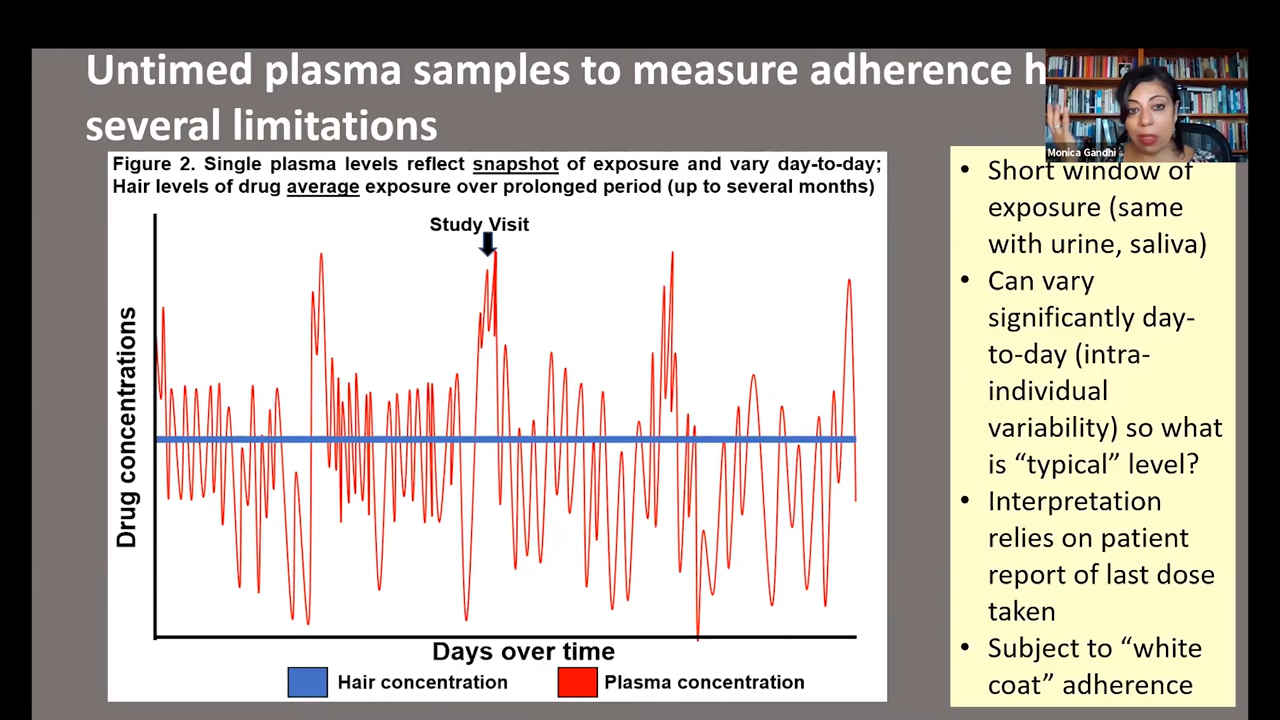 Untimed plasma samples to measure adherence h
several limitations
Monica Gandhi
Figure 2. Single plasma levels reflect snapshot of exposure and vary day-to-day;
Hair levels of drug average exposure over prolonged period (up to several months)
Study Visit
Drug concentrations
Days over time
Hair concentration
Plasma concentration
• Short window of
exposure (same
with urine, saliva)
• Can vary
significantly day-
to-day (intra-
individual
variability) so what
is “typical” level?
• Interpretation
relies on patient
report of last dose
taken
• Subject to “white
coat” adherence